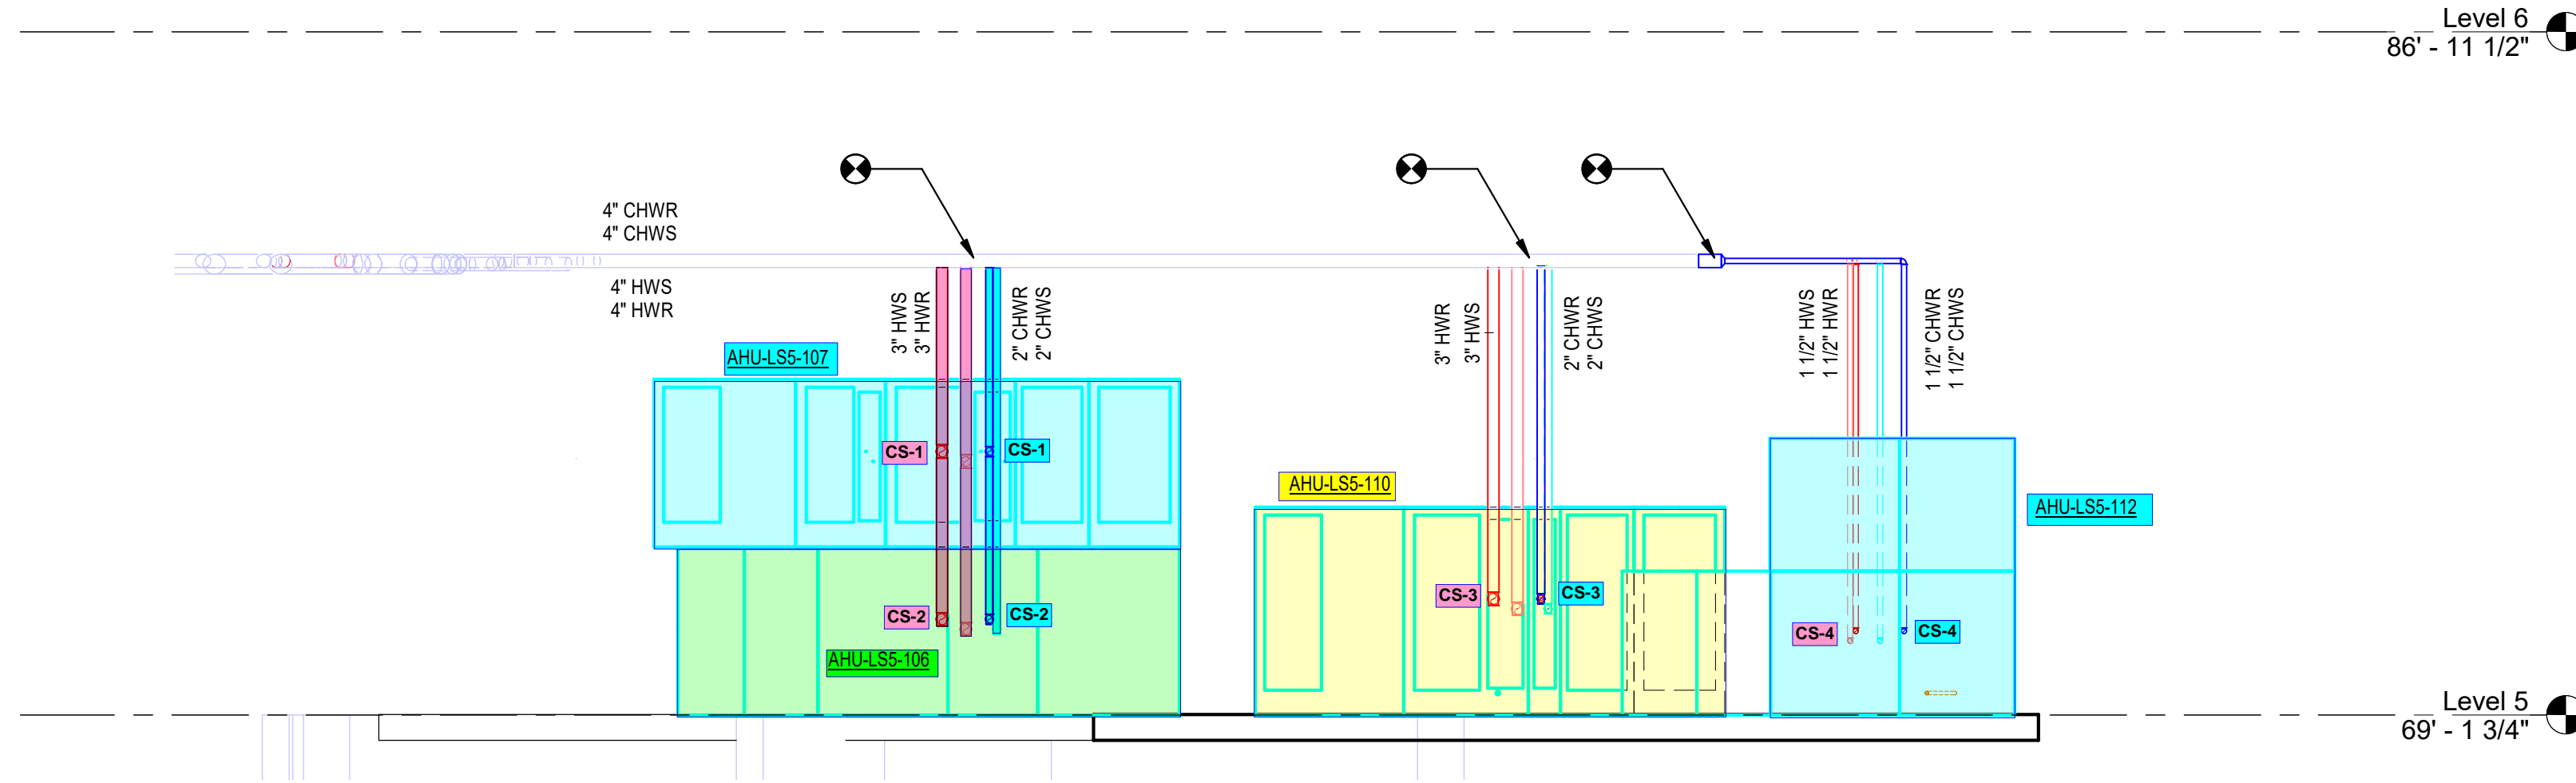 Level 6
86' - 11 1/2"
4" CHWR
4" CHWS
4" HWS
4" HWR
3" HWS
3" HWR
2" CHWR
2" CHWS
3" HWR
3" HWS
2" CHWR
2" CHWS
1 1/2" HWS
1 1/2" HWR
1 1/2" CHWR
1 1/2" CHWS
AHU-LS5-107
CS-1
CS-1
AHU-LS5-110
AHU-LS5-112
CS-2
CS-2
CS-3
CS-3
CS-4
CS-4
AHU-LS5-106
Level 5
69' - 1 3/4"